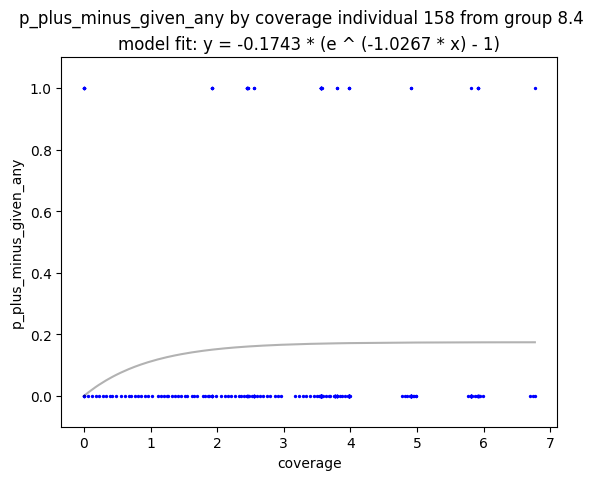 p_plus_minus_given_any by coverage individual 158 from group 8.4
model fit: y = -0.1743 * (e ^ (-1.0267 * x) - 1)
1.0
0.8
0.6
0.4
0.2
0.0
p_plus_minus_given_any
0 1 2 3 4 5 6 7
coverage